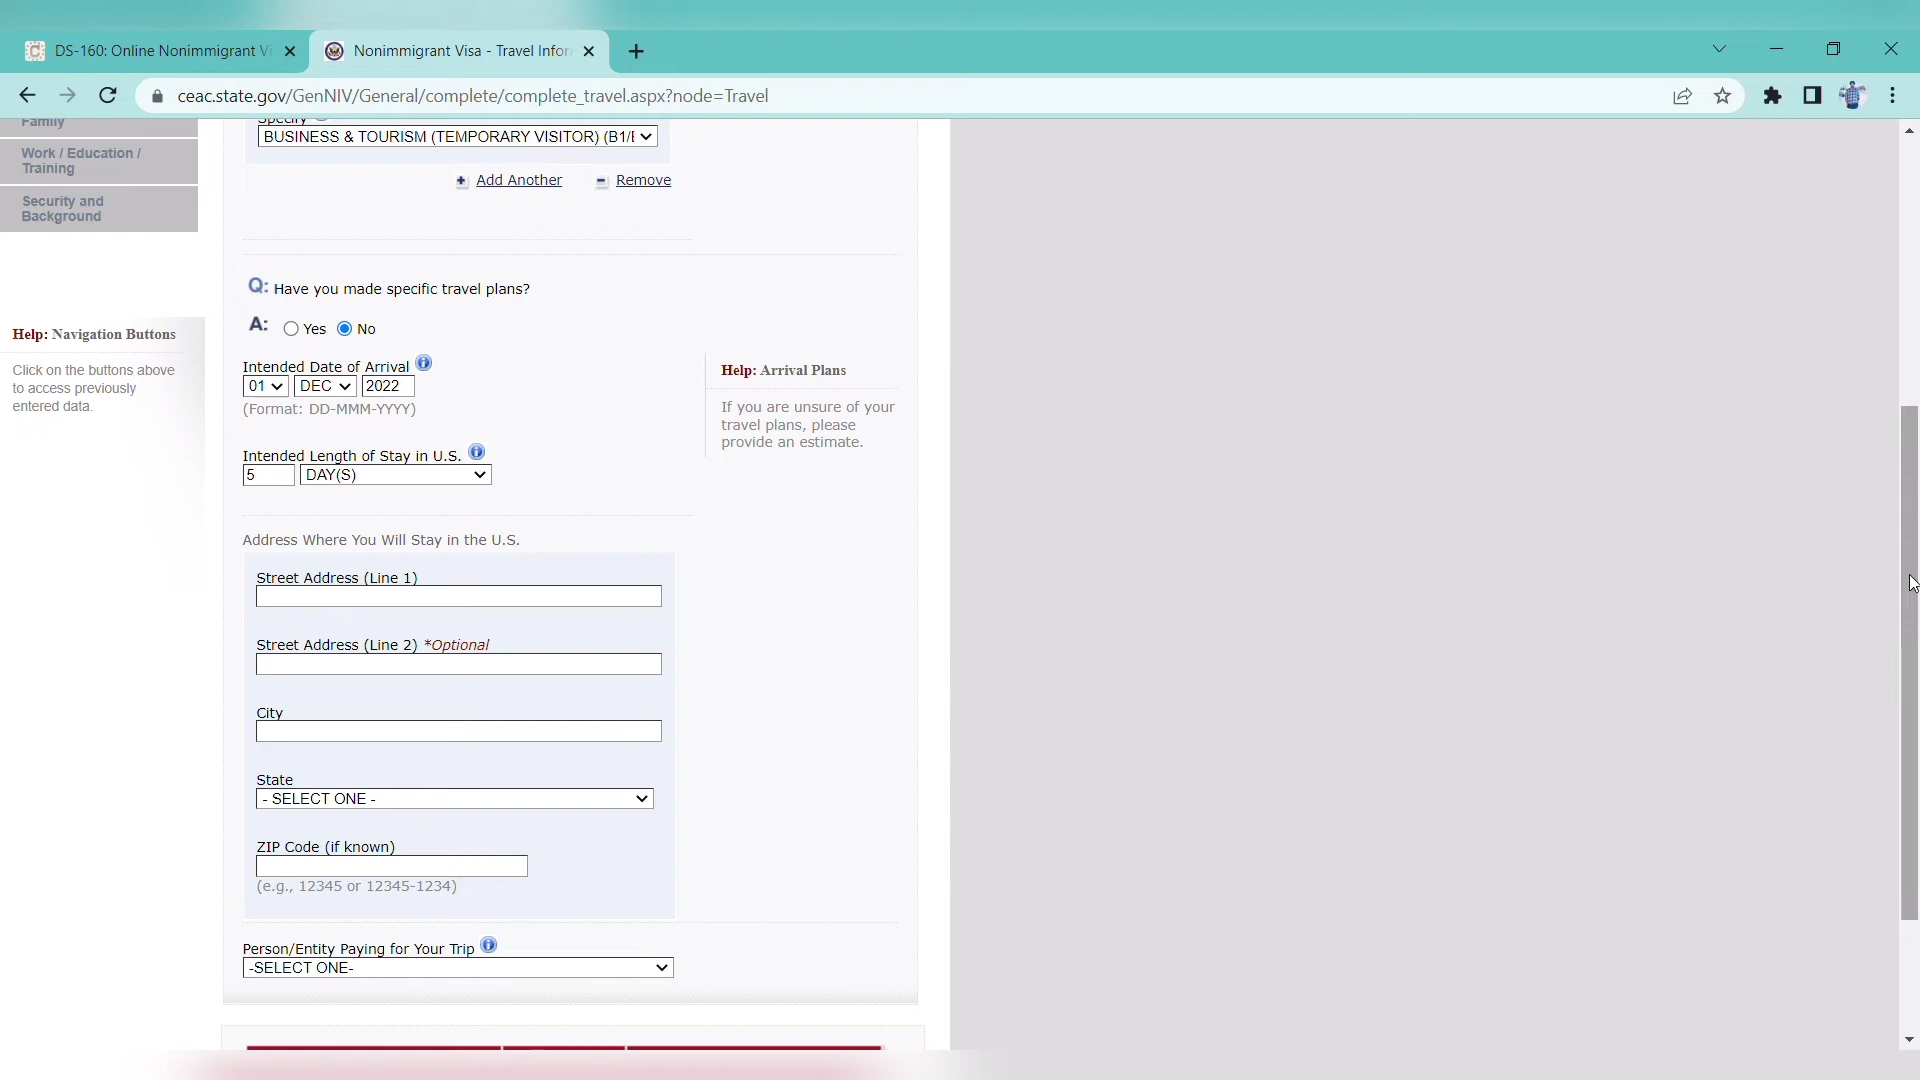 DS-160: Online Nonimmigrant Vi
Nonimmigrant Visa - Travel Infor
ceac.state.gov/GenNIV/General/complete/complete_travel.aspx?node=Travel
Family
Work / Education /
Training
Security and
Background
Help: Navigation Buttons
Click on the buttons above
to access previously
entered data.
Specify
BUSINESS & TOURISM (TEMPORARY VISITOR) (B1/
Add Another
Remove
Q: Have you made specific travel plans?
A: Yes No
Intended Date of Arrival
01 DEC 2022
(Format: DD-MMM-YYYY)
Intended Length of Stay in U.S.
5 DAY(S)
Help: Arrival Plans
If you are unsure of your
travel plans, please
provide an estimate.
Address Where You Will Stay in the U.S.
Street Address (Line 1)
Street Address (Line 2) *Optional
City
State
- SELECT ONE -
ZIP Code (if known)
(e.g., 12345 or 12345-1234)
Person/Entity Paying for Your Trip
-SELECT ONE-